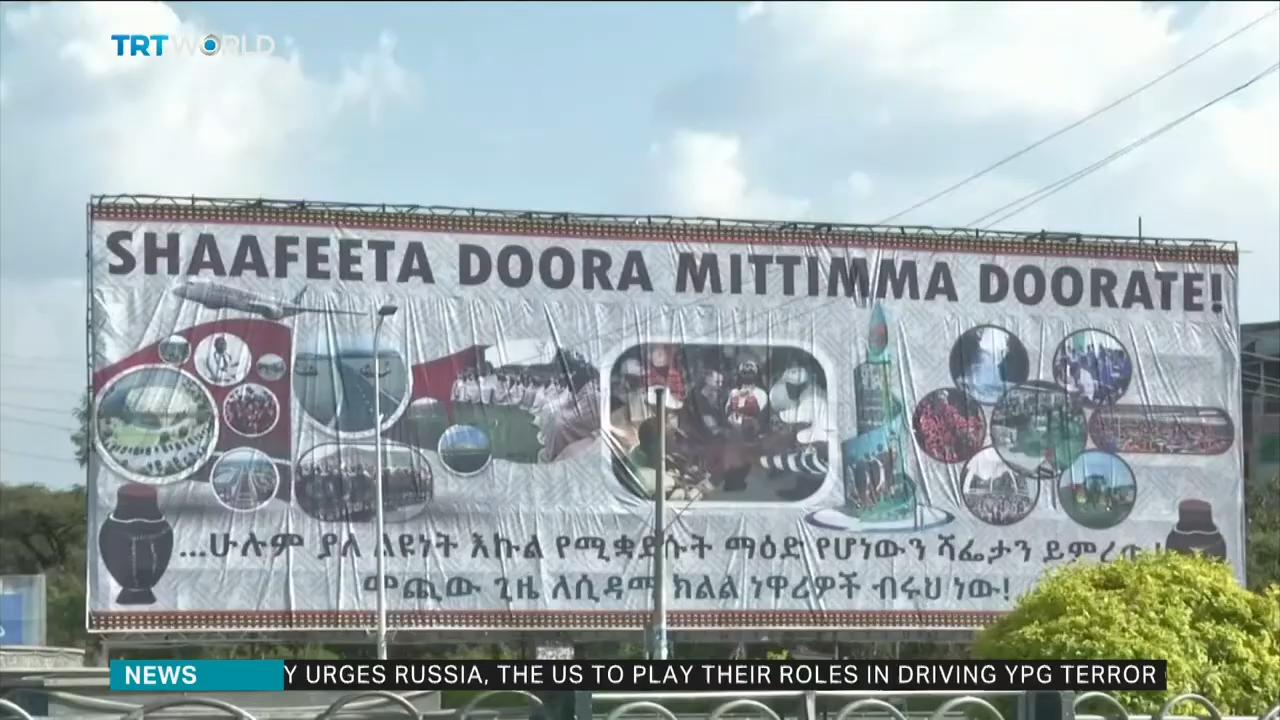 TRT WORLD
SHAAFEETA DOORA MITTIMMA DOORATE!
...ሁሉም ያለ ልዩነት እኩል የሚቋደሱት ማዕድ የሆነውን ሻፌታን ይምረጡ!
መጪው ጊዜ ለሲዳማ ክልል ነዋሪዎች ብሩህ ነው!
NEWS
Y URGES RUSSIA, THE US TO PLAY THEIR ROLES IN DRIVING YPG TERROR